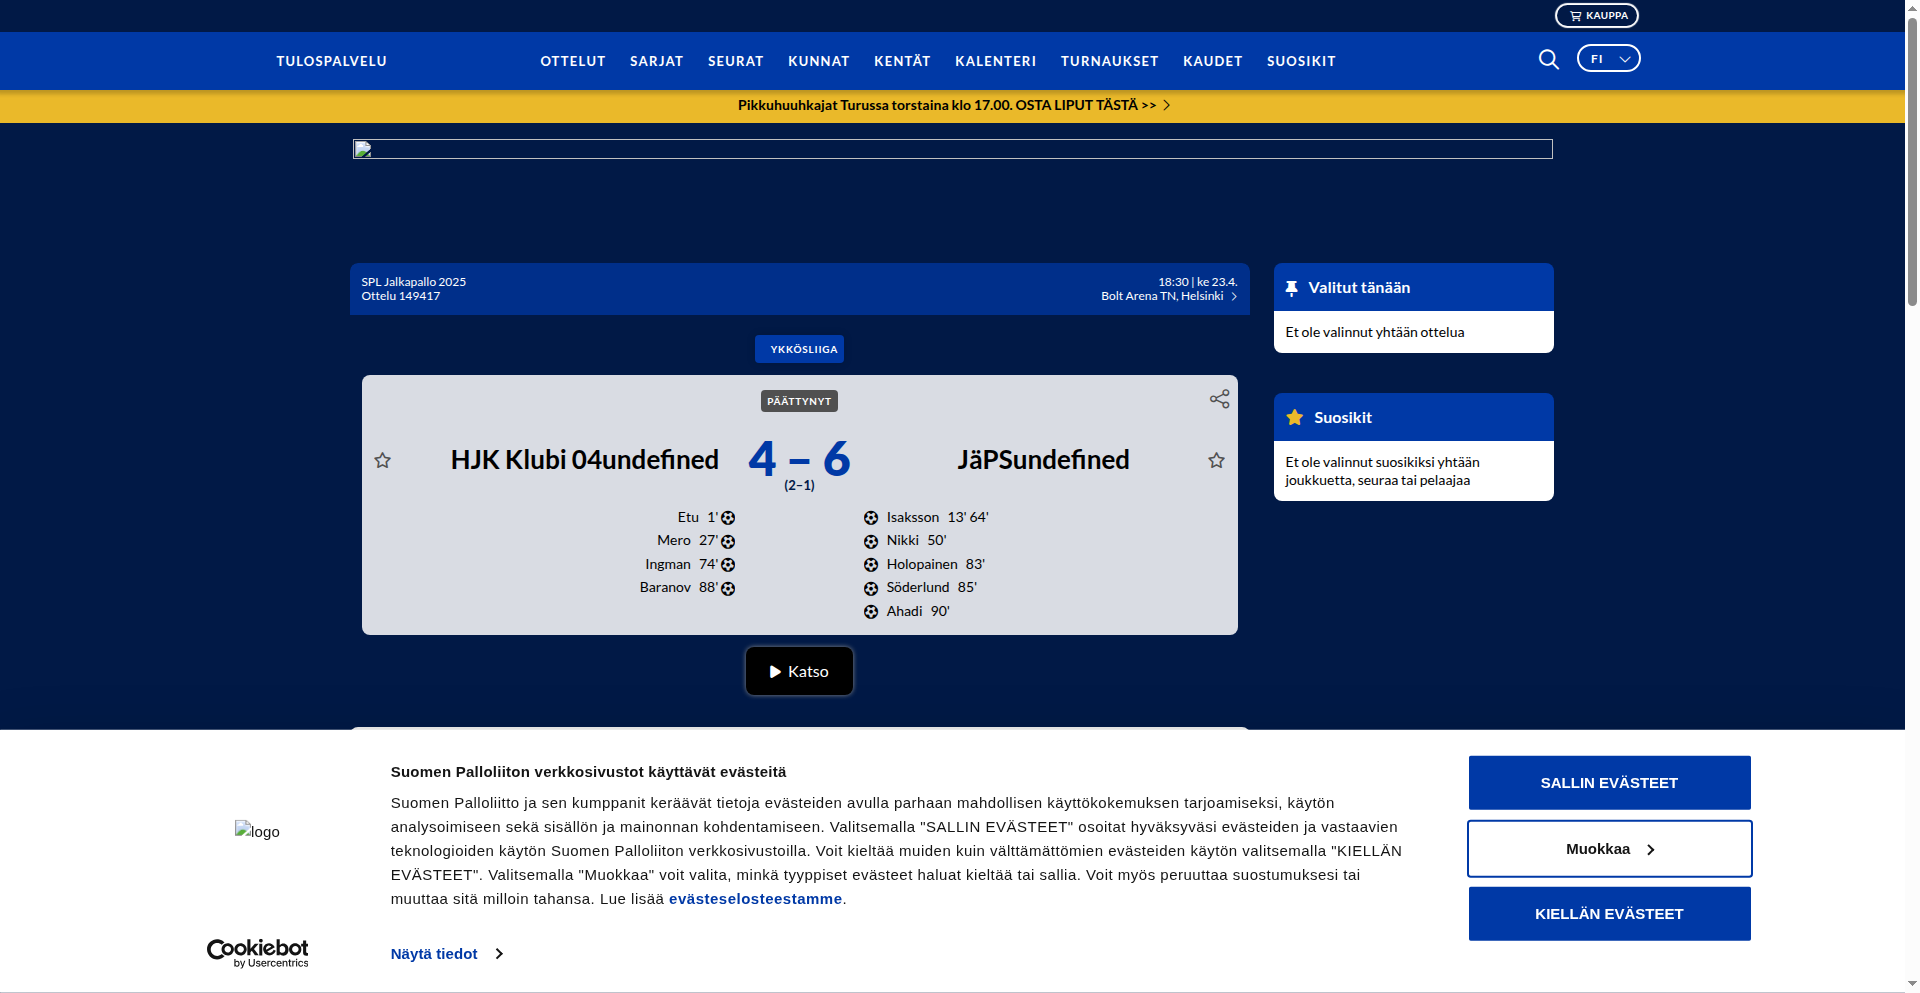 KAUPPA
TULOSPALVELU
OTTELUT SARJAT SEURAT KUNNAT KENTÄT KALENTERI TURNAUKSET KAUDET SUOSIKIT
FI
Pikkuhuuhkajat Turussa torstaina klo 17.00. OSTA LIPUT TÄSTÄ >>
SPL Jalkapallo 2025
Ottelu 149417
18:30 | ke 23.4.
Bolt Arena TN, Helsinki
YKKÖSLIIGA
PÄÄTTYNYT
HJK Klubi 04undefined 4 – 6 JäPSundefined
(2–1)
Etu 1'
Mero 27'
Ingman 74'
Baranov 88'
Isaksson 13' 64'
Nikki 50'
Holopainen 83'
Söderlund 85'
Ahadi 90'
Katso
Valitut tänään
Et ole valinnut yhtään ottelua
Suosikit
Et ole valinnut suosikiksi yhtään
joukkuetta, seuraa tai pelaajaa
logo
Cookiebot
by Usercentrics
Suomen Palloliiton verkkosivustot käyttävät evästeitä
Suomen Palloliitto ja sen kumppanit keräävät tietoja evästeiden avulla parhaan mahdollisen käyttökokemuksen tarjoamiseksi, käytön
analysoimiseen sekä sisällön ja mainonnan kohdentamiseen. Valitsemalla "SALLIN EVÄSTEET" osoitat hyväksyväsi evästeiden ja vastaavien
teknologioiden käytön Suomen Palloliiton verkkosivustoilla. Voit kieltää muiden kuin välttämättömien evästeiden käytön valitsemalla "KIELLÄN
EVÄSTEET". Valitsemalla "Muokkaa" voit valita, minkä tyyppiset evästeet haluat kieltää tai sallia. Voit myös peruuttaa suostumuksesi tai
muuttaa sitä milloin tahansa. Lue lisää evästeselosteestamme.
Näytä tiedot
SALLIN EVÄSTEET
Muokkaa
KIELLÄN EVÄSTEET